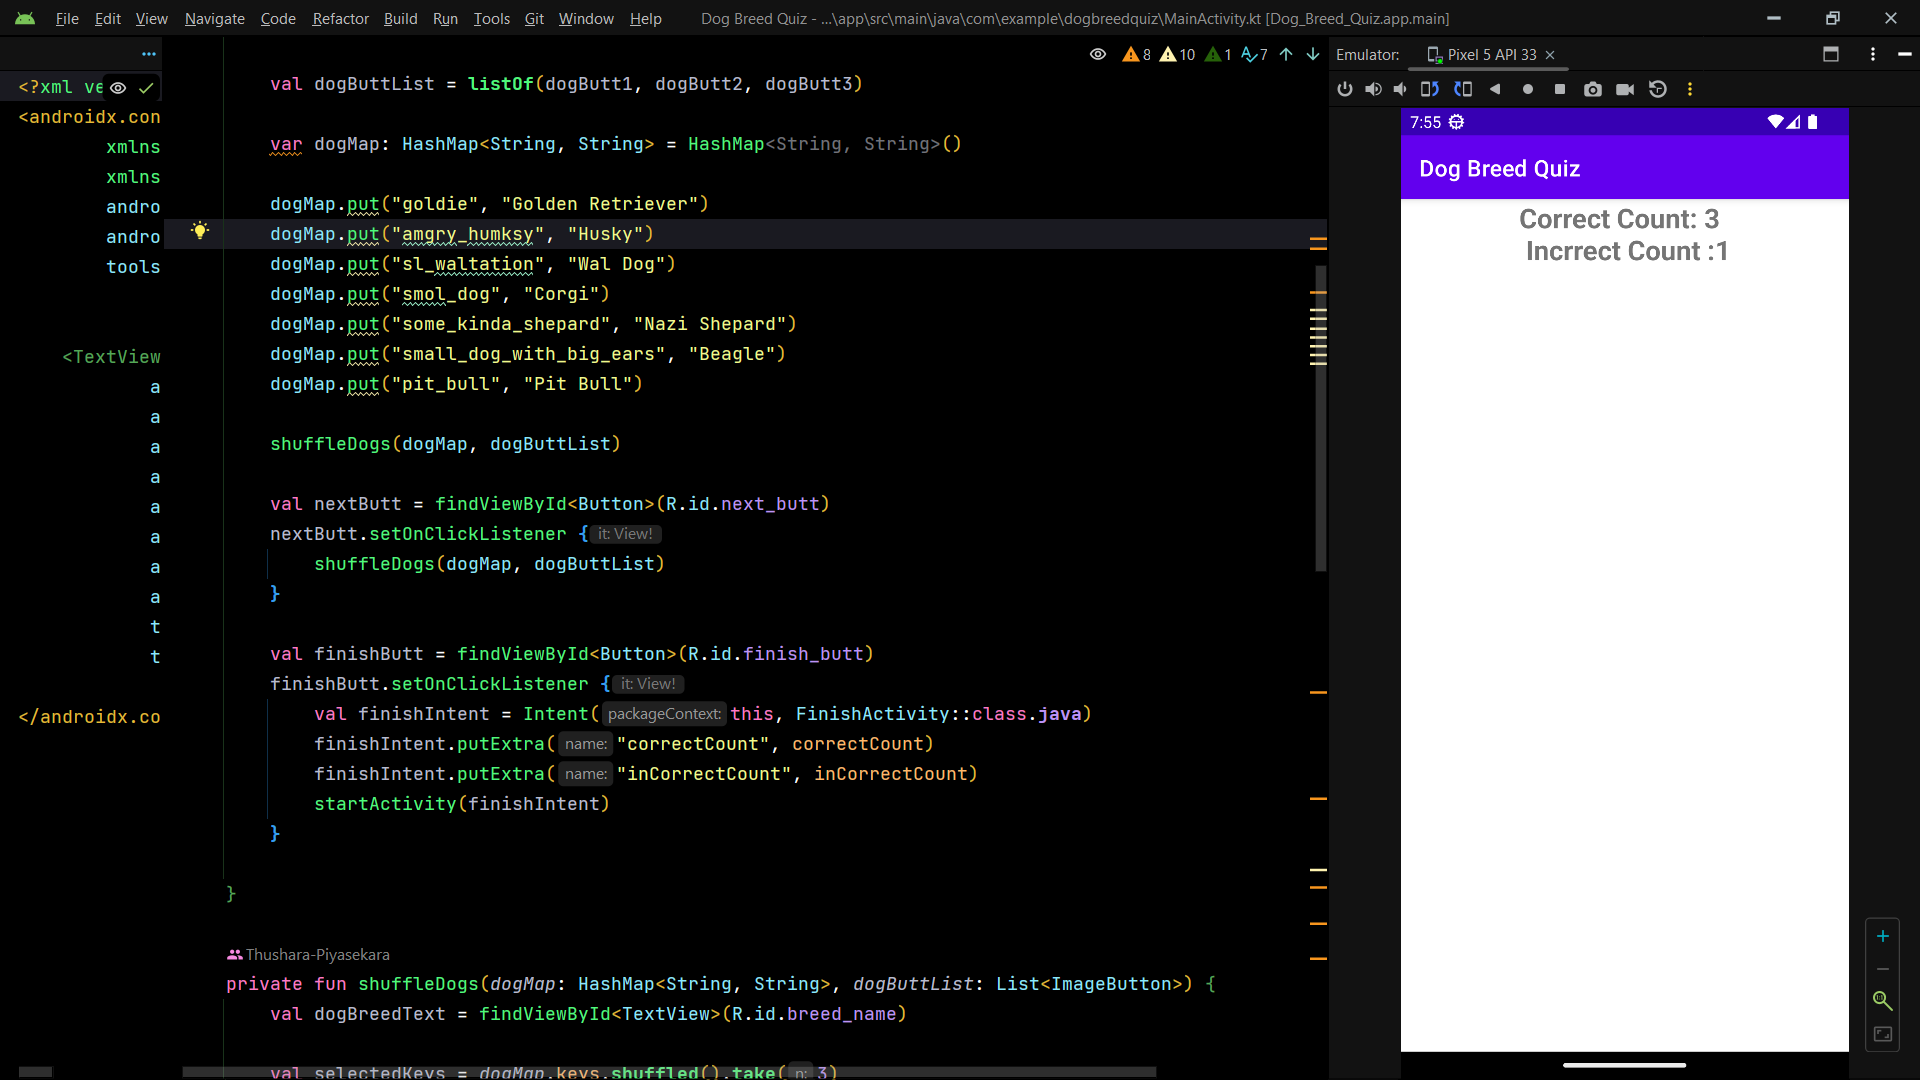 File Edit View Navigate Code Refactor Build Run Tools Git Window Help Dog Breed Quiz - ...\app\src\main\java\com\example\dogbreedquiz\MainActivity.kt [Dog_Breed_Quiz.app.main]
<?xml ve
<androidx.con
xmlns
xmlns
andro
andro
tools
<TextView
a
a
a
a
a
a
a
a
t
t
</androidx.co
8 10 1 7
val dogButtList = listOf(dogButt1, dogButt2, dogButt3)
var dogMap: HashMap<String, String> = HashMap<String, String>()
dogMap.put("goldie", "Golden Retriever")
dogMap.put("amgry_humksy", "Husky")
dogMap.put("sl_waltation", "Wal Dog")
dogMap.put("smol_dog", "Corgi")
dogMap.put("some_kinda_shepard", "Nazi Shepard")
dogMap.put("small_dog_with_big_ears", "Beagle")
dogMap.put("pit_bull", "Pit Bull")
shuffleDogs(dogMap, dogButtList)
val nextButt = findViewById<Button>(R.id.next_butt)
nextButt.setOnClickListener { it: View!
shuffleDogs(dogMap, dogButtList)
}
val finishButt = findViewById<Button>(R.id.finish_butt)
finishButt.setOnClickListener { it: View!
val finishIntent = Intent( packageContext: this, FinishActivity::class.java)
finishIntent.putExtra( name: "correctCount", correctCount)
finishIntent.putExtra( name: "inCorrectCount", inCorrectCount)
startActivity(finishIntent)
}
}
Thushara-Piyasekara
private fun shuffleDogs(dogMap: HashMap<String, String>, dogButtList: List<ImageButton>) {
val dogBreedText = findViewById<TextView>(R.id.breed_name)
val selectedKeys = dogMap.keys.shuffled().take( n: 3)
Emulator: Pixel 5 API 33
7:55
Dog Breed Quiz
Correct Count: 3
Incrrect Count :1